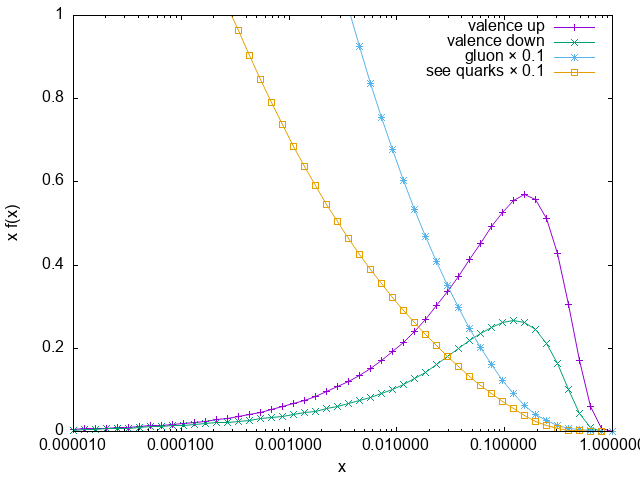 1
0.8
0.6
0.4
0.2
0
x f(x)
valence up
valence down
gluon × 0.1
see quarks × 0.1
0.000010 0.000100 0.001000 0.010000 0.100000 1.00000
x